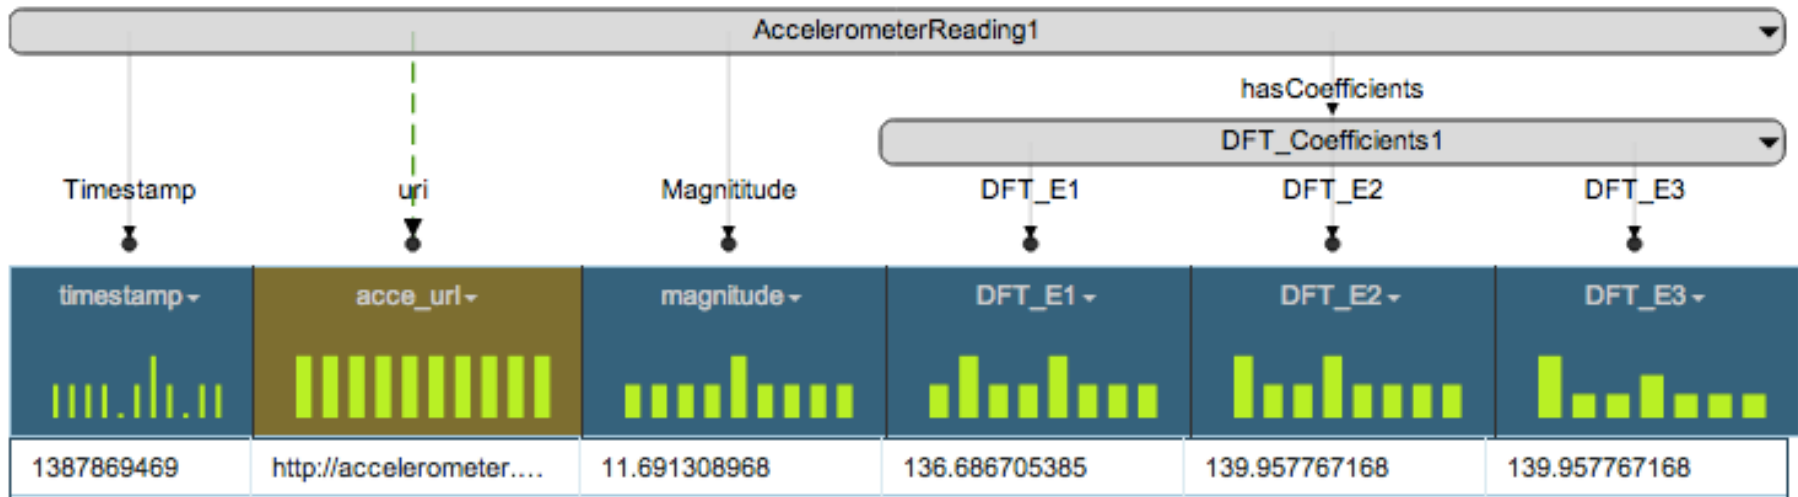 AccelerometerReading1
hasCoefficients
DFT_Coefficients1
Timestamp uri Magnititude DFT_E1 DFT_E2 DFT_E3
timestamp acce_url magnitude DFT_E1 DFT_E2 DFT_E3
1387869469 http://accelerometer.... 11.691308968 136.686705385 139.957767168 139.957767168